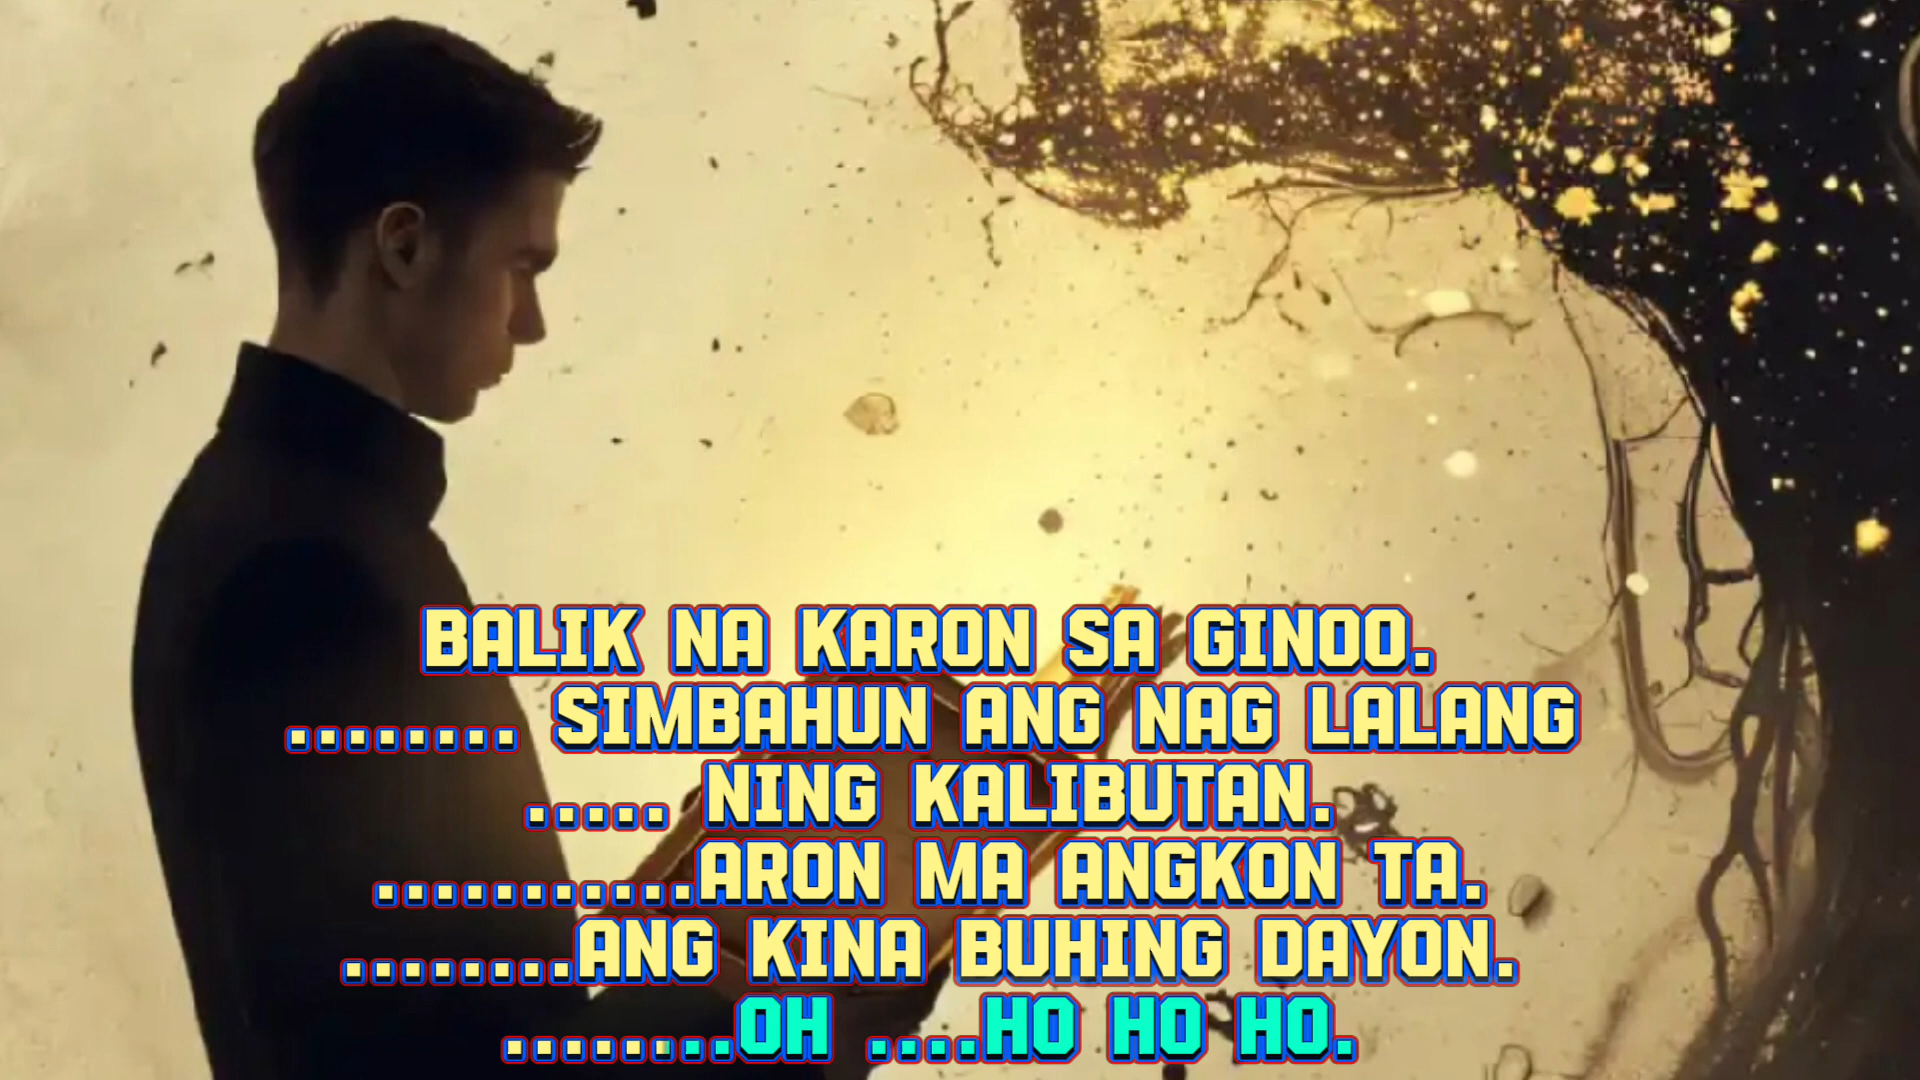 BALIK NA KARON SA GINOO.
........ SIMBAHUN ANG NAG LALANG
..... NING KALIBUTAN.
...........ARON MA ANGKON TA.
........ANG KINA BUHING DAYON.
........OH ....HO HO HO.